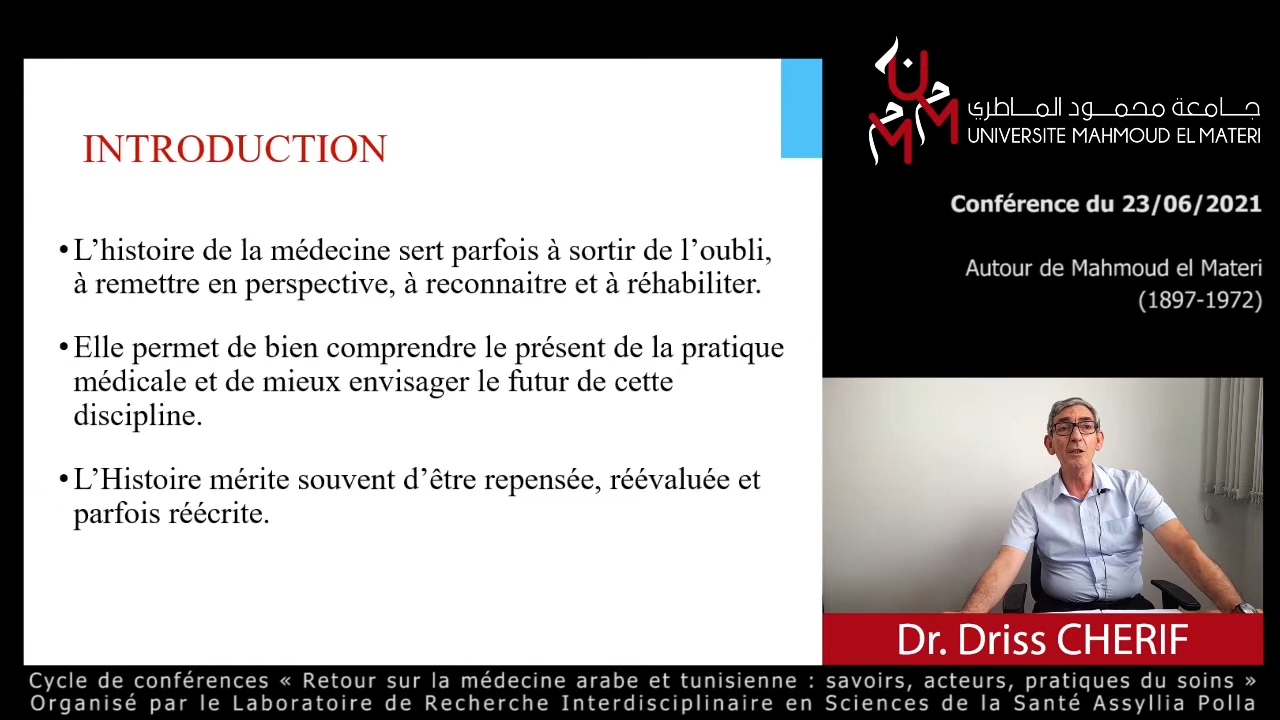 INTRODUCTION
•L’histoire de la médecine sert parfois à sortir de l’oubli,
à remettre en perspective, à reconnaitre et à réhabiliter.
•Elle permet de bien comprendre le présent de la pratique
médicale et de mieux envisager le futur de cette
discipline.
•L’Histoire mérite souvent d’être repensée, réévaluée et
parfois réécrite.
جامعة محمود الماطري
UNIVERSITE MAHMOUD EL MATERI
Conférence du 23/06/2021
Autour de Mahmoud el Materi
(1897-1972)
Dr. Driss CHERIF
Cycle de conférences « Retour sur la médecine arabe et tunisienne : savoirs, acteurs, pratiques du soins »
Organisé par le Laboratoire de Recherche Interdisciplinaire en Sciences de la Santé Assyllia Polla